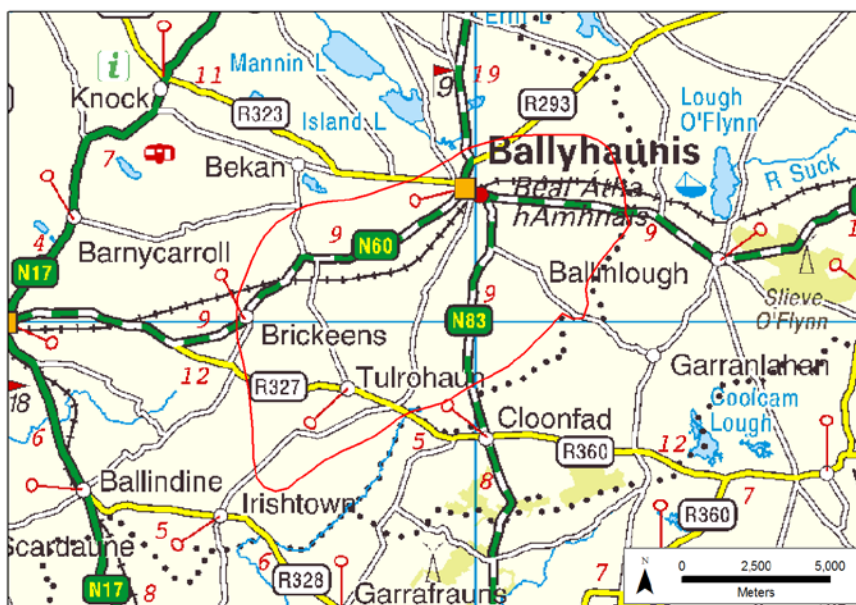 R323
Knock
11
Mannin L
9
19
Erril L
R293
Lough
O'Flynn
Island L
Bekan
7
Ballyhaunis
Béal Átha
hAmhnais
R Suck
4
Barnycarroll
9
N60
9
1
N17
Ballinlough
Slieve
O'Flynn
9
Brickeens
9
N83
12
R327
Tulrohaun
Garranlahan
Coolcam
Lough
18
6
5
Cloonfad
R360
12
Ballindine
8
7
5
Irishtown
R360
Scardaune
6
N
0 2,500 5,000
Meters
N17
8
R328
Garrafrauns
7